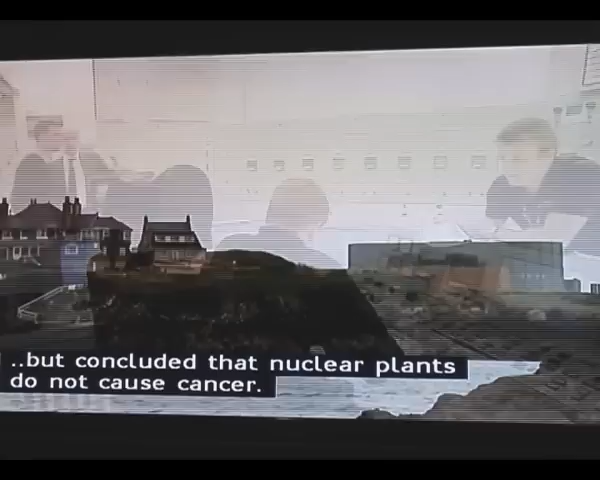 ..but concluded that nuclear plants
do not cause cancer.